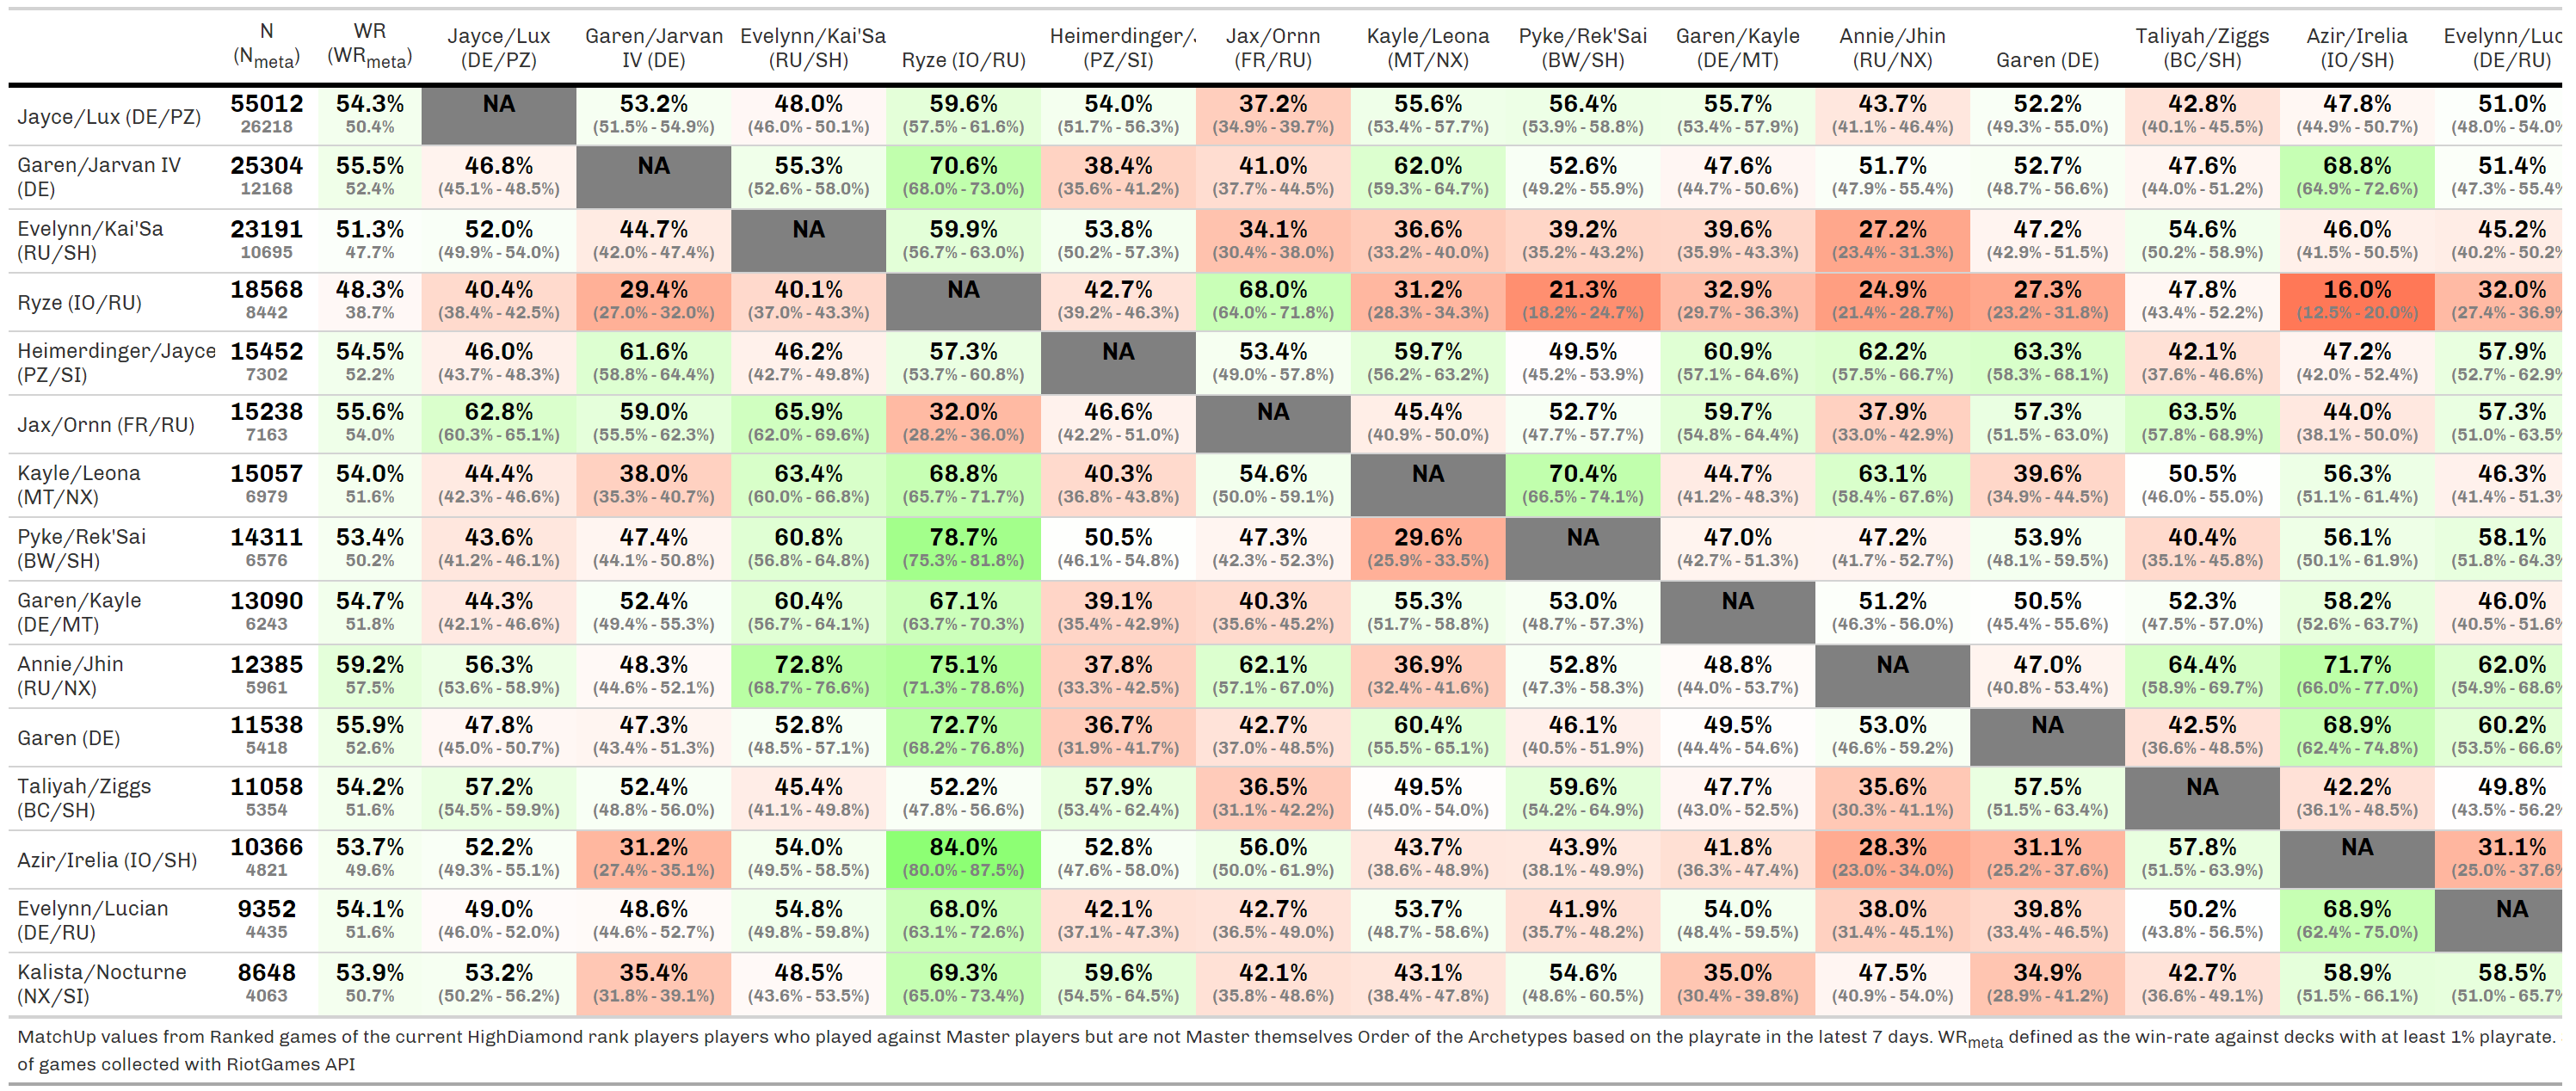 N WR Jayce/Lux Garen/Jarvan Evelynn/Kai'Sa Heimerdinger/J Jax/Ornn Kayle/Leona Pyke/Rek'Sai Garen/Kayle Annie/Jhin Taliyah/Ziggs Azir/Irelia Evelynn/Luc
(Nmeta) (WRmeta) (DE/PZ) IV (DE) (RU/SH) Ryze (IO/RU) (PZ/SI) (FR/RU) (MT/NX) (BW/SH) (DE/MT) (RU/NX) Garen (DE) (BC/SH) (IO/SH) (DE/RU)
Jayce/Lux (DE/PZ) 55012 54.3% NA 53.2% 48.0% 59.6% 54.0% 37.2% 55.6% 56.4% 55.7% 43.7% 52.2% 42.8% 47.8% 51.0%
26218 50.4% (51.5% - 54.9%) (46.0% - 50.1%) (57.5% - 61.6%) (51.7% - 56.3%) (34.9% - 39.7%) (53.4% - 57.7%) (53.9% - 58.8%) (53.4% - 57.9%) (41.1% - 46.4%) (49.3% - 55.0%) (40.1% - 45.5%) (44.9% - 50.7%) (48.0% - 54.0%
Garen/Jarvan IV 25304 55.5% 46.8% NA 55.3% 70.6% 38.4% 41.0% 62.0% 52.6% 47.6% 51.7% 52.7% 47.6% 68.8% 51.4%
(DE) 12168 52.4% (45.1% - 48.5%) (52.6% - 58.0%) (68.0% - 73.0%) (35.6% - 41.2%) (37.7% - 44.5%) (59.3% - 64.7%) (49.2% - 55.9%) (44.7% - 50.6%) (47.9% - 55.4%) (48.7% - 56.6%) (44.0% - 51.2%) (64.9% - 72.6%) (47.3% - 55.4%
Evelynn/Kai'Sa 23191 51.3% 52.0% 44.7% NA 59.9% 53.8% 34.1% 36.6% 39.2% 39.6% 27.2% 47.2% 54.6% 46.0% 45.2%
(RU/SH) 10695 47.7% (49.9% - 54.0%) (42.0% - 47.4%) (56.7% - 63.0%) (50.2% - 57.3%) (30.4% - 38.0%) (33.2% - 40.0%) (35.2% - 43.2%) (35.9% - 43.3%) (23.4% - 31.3%) (42.9% - 51.5%) (50.2% - 58.9%) (41.5% - 50.5%) (40.2% - 50.2%
Ryze (IO/RU) 18568 48.3% 40.4% 29.4% 40.1% NA 42.7% 68.0% 31.2% 21.3% 32.9% 24.9% 27.3% 47.8% 16.0% 32.0%
8442 38.7% (38.4% - 42.5%) (27.0% - 32.0%) (37.0% - 43.3%) (39.2% - 46.3%) (64.0% - 71.8%) (28.3% - 34.3%) (18.2% - 24.7%) (29.7% - 36.3%) (21.4% - 28.7%) (23.2% - 31.8%) (43.4% - 52.2%) (12.5% - 20.0%) (27.4% - 36.9%
Heimerdinger/Jayce 15452 54.5% 46.0% 61.6% 46.2% 57.3% NA 53.4% 59.7% 49.5% 60.9% 62.2% 63.3% 42.1% 47.2% 57.9%
(PZ/SI) 7302 52.2% (43.7% - 48.3%) (58.8% - 64.4%) (42.7% - 49.8%) (53.7% - 60.8%) (49.0% - 57.8%) (56.2% - 63.2%) (45.2% - 53.9%) (57.1% - 64.6%) (57.5% - 66.7%) (58.3% - 68.1%) (37.6% - 46.6%) (42.0% - 52.4%) (52.7% - 62.9%
Jax/Ornn (FR/RU) 15238 55.6% 62.8% 59.0% 65.9% 32.0% 46.6% NA 45.4% 52.7% 59.7% 37.9% 57.3% 63.5% 44.0% 57.3%
7163 54.0% (60.3% - 65.1%) (55.5% - 62.3%) (62.0% - 69.6%) (28.2% - 36.0%) (42.2% - 51.0%) (40.9% - 50.0%) (47.7% - 57.7%) (54.8% - 64.4%) (33.0% - 42.9%) (51.5% - 63.0%) (57.8% - 68.9%) (38.1% - 50.0%) (51.0% - 63.5%
Kayle/Leona 15057 54.0% 44.4% 38.0% 63.4% 68.8% 40.3% 54.6% NA 70.4% 44.7% 63.1% 39.6% 50.5% 56.3% 46.3%
(MT/NX) 6979 51.6% (42.3% - 46.6%) (35.3% - 40.7%) (60.0% - 66.8%) (65.7% - 71.7%) (36.8% - 43.8%) (50.0% - 59.1%) (66.5% - 74.1%) (41.2% - 48.3%) (58.4% - 67.6%) (34.9% - 44.5%) (46.0% - 55.0%) (51.1% - 61.4%) (41.4% - 51.3%
Pyke/Rek'Sai 14311 53.4% 43.6% 47.4% 60.8% 78.7% 50.5% 47.3% 29.6% NA 47.0% 47.2% 53.9% 40.4% 56.1% 58.1%
(BW/SH) 6576 50.2% (41.2% - 46.1%) (44.1% - 50.8%) (56.8% - 64.8%) (75.3% - 81.8%) (46.1% - 54.8%) (42.3% - 52.3%) (25.9% - 33.5%) (42.7% - 51.3%) (41.7% - 52.7%) (48.1% - 59.5%) (35.1% - 45.8%) (50.1% - 61.9%) (51.8% - 64.3%
Garen/Kayle 13090 54.7% 44.3% 52.4% 60.4% 67.1% 39.1% 40.3% 55.3% 53.0% NA 51.2% 50.5% 52.3% 58.2% 46.0%
(DE/MT) 6243 51.8% (42.1% - 46.6%) (49.4% - 55.3%) (56.7% - 64.1%) (63.7% - 70.3%) (35.4% - 42.9%) (35.6% - 45.2%) (51.7% - 58.8%) (48.7% - 57.3%) (46.3% - 56.0%) (45.4% - 55.6%) (47.5% - 57.0%) (52.6% - 63.7%) (40.5% - 51.6%
Annie/Jhin 12385 59.2% 56.3% 48.3% 72.8% 75.1% 37.8% 62.1% 36.9% 52.8% 48.8% NA 47.0% 64.4% 71.7% 62.0%
(RU/NX) 5961 57.5% (53.6% - 58.9%) (44.6% - 52.1%) (68.7% - 76.6%) (71.3% - 78.6%) (33.3% - 42.5%) (57.1% - 67.0%) (32.4% - 41.6%) (47.3% - 58.3%) (44.0% - 53.7%) (40.8% - 53.4%) (58.9% - 69.7%) (66.0% - 77.0%) (54.9% - 68.6%
Garen (DE) 11538 55.9% 47.8% 47.3% 52.8% 72.7% 36.7% 42.7% 60.4% 46.1% 49.5% 53.0% NA 42.5% 68.9% 60.2%
5418 52.6% (45.0% - 50.7%) (43.4% - 51.3%) (48.5% - 57.1%) (68.2% - 76.8%) (31.9% - 41.7%) (37.0% - 48.5%) (55.5% - 65.1%) (40.5% - 51.9%) (44.4% - 54.6%) (46.6% - 59.2%) (36.6% - 48.5%) (62.4% - 74.8%) (53.5% - 66.6%
Taliyah/Ziggs 11058 54.2% 57.2% 52.4% 45.4% 52.2% 57.9% 36.5% 49.5% 59.6% 47.7% 35.6% 57.5% NA 42.2% 49.8%
(BC/SH) 5354 51.6% (54.5% - 59.9%) (48.8% - 56.0%) (41.1% - 49.8%) (47.8% - 56.6%) (53.4% - 62.4%) (31.1% - 42.2%) (45.0% - 54.0%) (54.2% - 64.9%) (43.0% - 52.5%) (30.3% - 41.1%) (51.5% - 63.4%) (36.1% - 48.5%) (43.5% - 56.2%
Azir/Irelia (IO/SH) 10366 53.7% 52.2% 31.2% 54.0% 84.0% 52.8% 56.0% 43.7% 43.9% 41.8% 28.3% 31.1% 57.8% NA 31.1%
4821 49.6% (49.3% - 55.1%) (27.4% - 35.1%) (49.5% - 58.5%) (80.0% - 87.5%) (47.6% - 58.0%) (50.0% - 61.9%) (38.6% - 48.9%) (38.1% - 49.9%) (36.3% - 47.4%) (23.0% - 34.0%) (25.2% - 37.6%) (51.5% - 63.9%) (25.0% - 37.6%
Evelynn/Lucian 9352 54.1% 49.0% 48.6% 54.8% 68.0% 42.1% 42.7% 53.7% 41.9% 54.0% 38.0% 39.8% 50.2% 68.9% NA
(DE/RU) 4435 51.6% (46.0% - 52.0%) (44.6% - 52.7%) (49.8% - 59.8%) (63.1% - 72.6%) (37.1% - 47.3%) (36.5% - 49.0%) (48.7% - 58.6%) (35.7% - 48.2%) (48.4% - 59.5%) (31.4% - 45.1%) (33.4% - 46.5%) (43.8% - 56.5%) (62.4% - 75.0%)
Kalista/Nocturne 8648 53.9% 53.2% 35.4% 48.5% 69.3% 59.6% 42.1% 43.1% 54.6% 35.0% 47.5% 34.9% 42.7% 58.9% 58.5%
(NX/SI) 4063 50.7% (50.2% - 56.2%) (31.8% - 39.1%) (43.6% - 53.5%) (65.0% - 73.4%) (54.5% - 64.5%) (35.8% - 48.6%) (38.4% - 47.8%) (48.6% - 60.5%) (30.4% - 39.8%) (40.9% - 54.0%) (28.9% - 41.2%) (36.6% - 49.1%) (51.5% - 66.1%) (51.0% - 65.7%
MatchUp values from Ranked games of the current HighDiamond rank players players who played against Master players but are not Master themselves Order of the Archetypes based on the playrate in the latest 7 days. WRmeta defined as the win-rate against decks with at least 1% playrate.
of games collected with RiotGames API